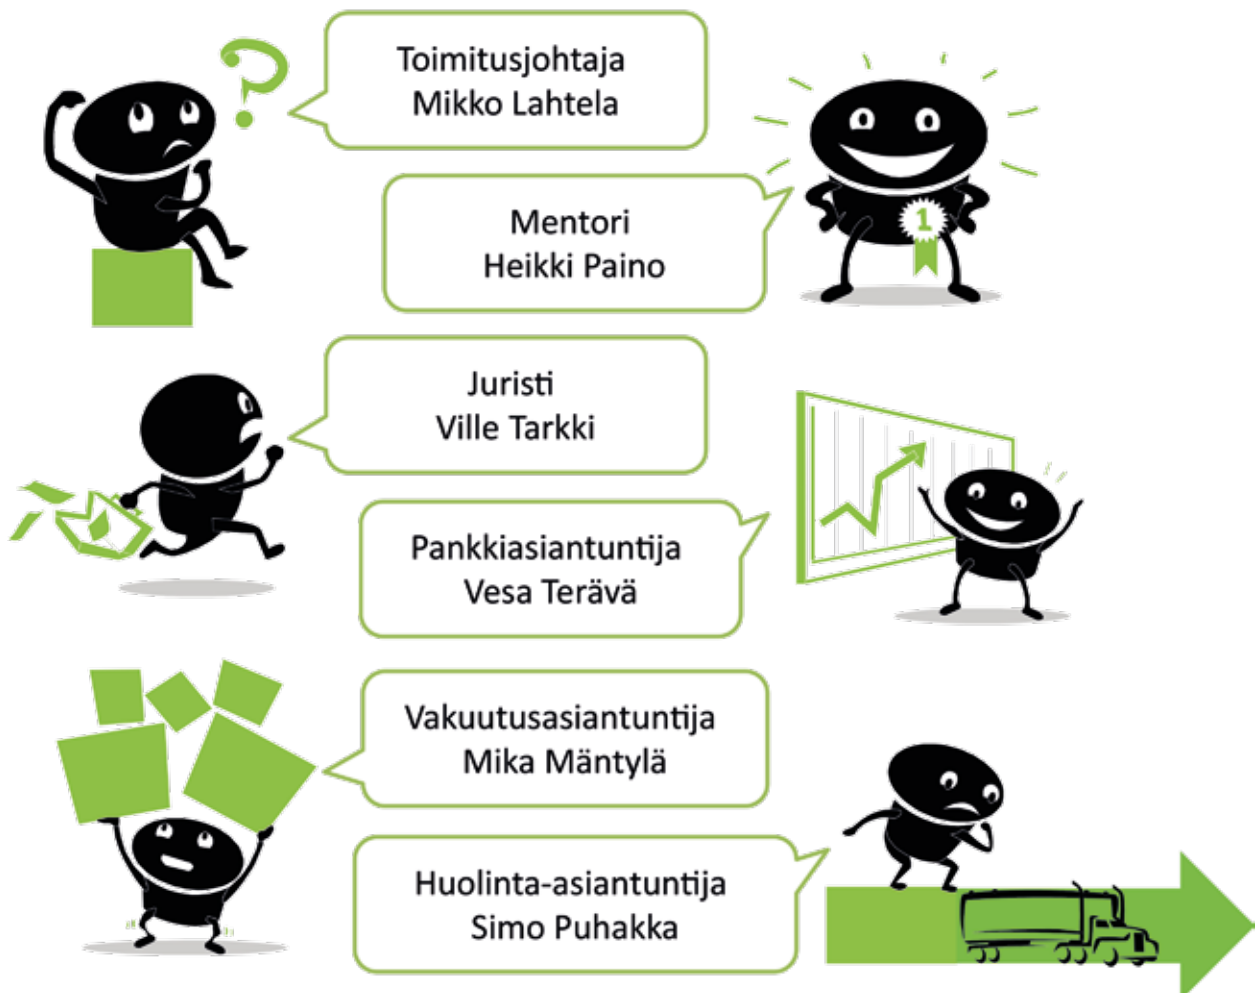 Toimitusjohtaja
Mikko Lahtela
Mentori
Heikki Paino
1
Juristi
Ville Tarkki
Pankkiasiantuntija
Vesa Terävä
Vakuutusasiantuntija
Mika Mäntylä
Huolinta-asiantuntija
Simo Puhakka